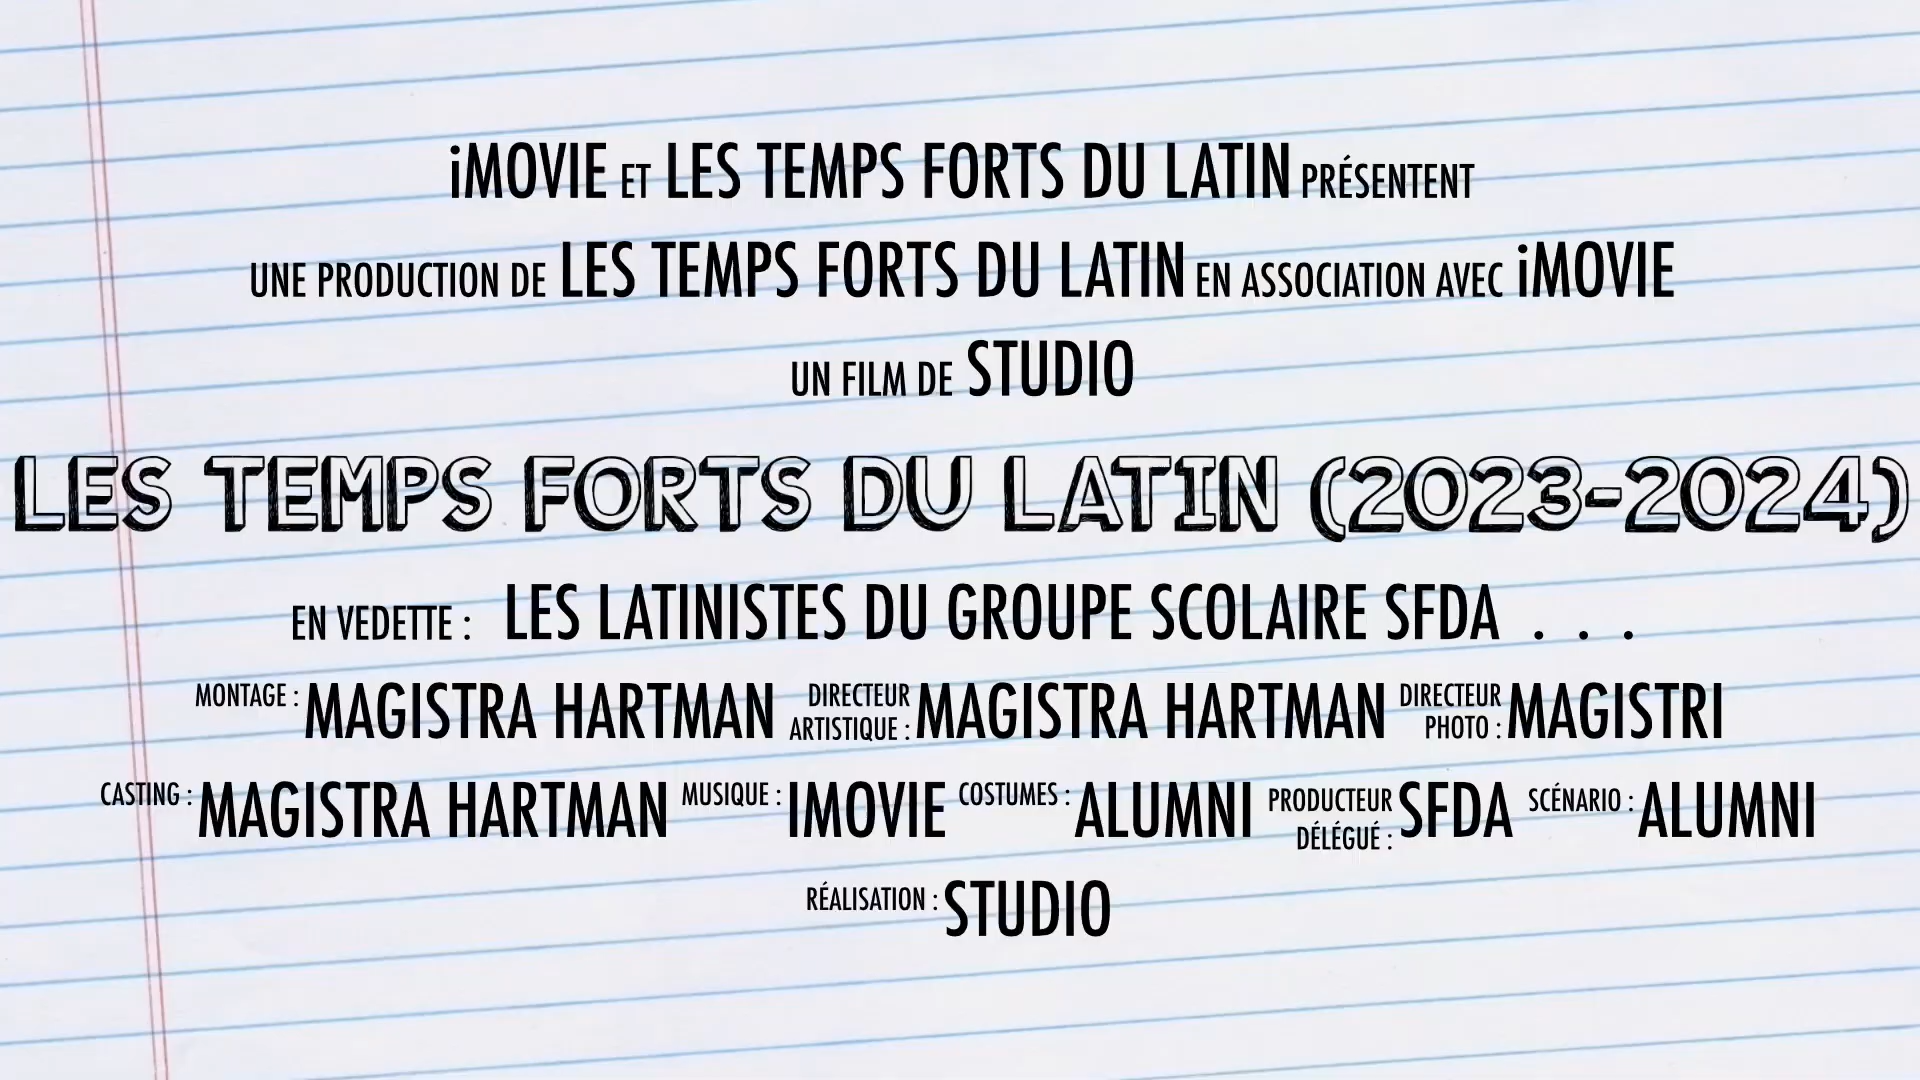 iMOVIE ET LES TEMPS FORTS DU LATIN PRÉSENTENT
UNE PRODUCTION DE LES TEMPS FORTS DU LATIN EN ASSOCIATION AVEC iMOVIE
UN FILM DE STUDIO
LES TEMPS FORTS DU LATIN (2023-2024)
EN VEDETTE : LES LATINISTES DU GROUPE SCOLAIRE SFDA . . .
MONTAGE : MAGISTRA HARTMAN DIRECTEUR ARTISTIQUE : MAGISTRA HARTMAN DIRECTEUR PHOTO : MAGISTRI
CASTING : MAGISTRA HARTMAN MUSIQUE : IMOVIE COSTUMES : ALUMNI PRODUCTEUR DÉLÉGUÉ : SFDA SCÉNARIO : ALUMNI
RÉALISATION : STUDIO